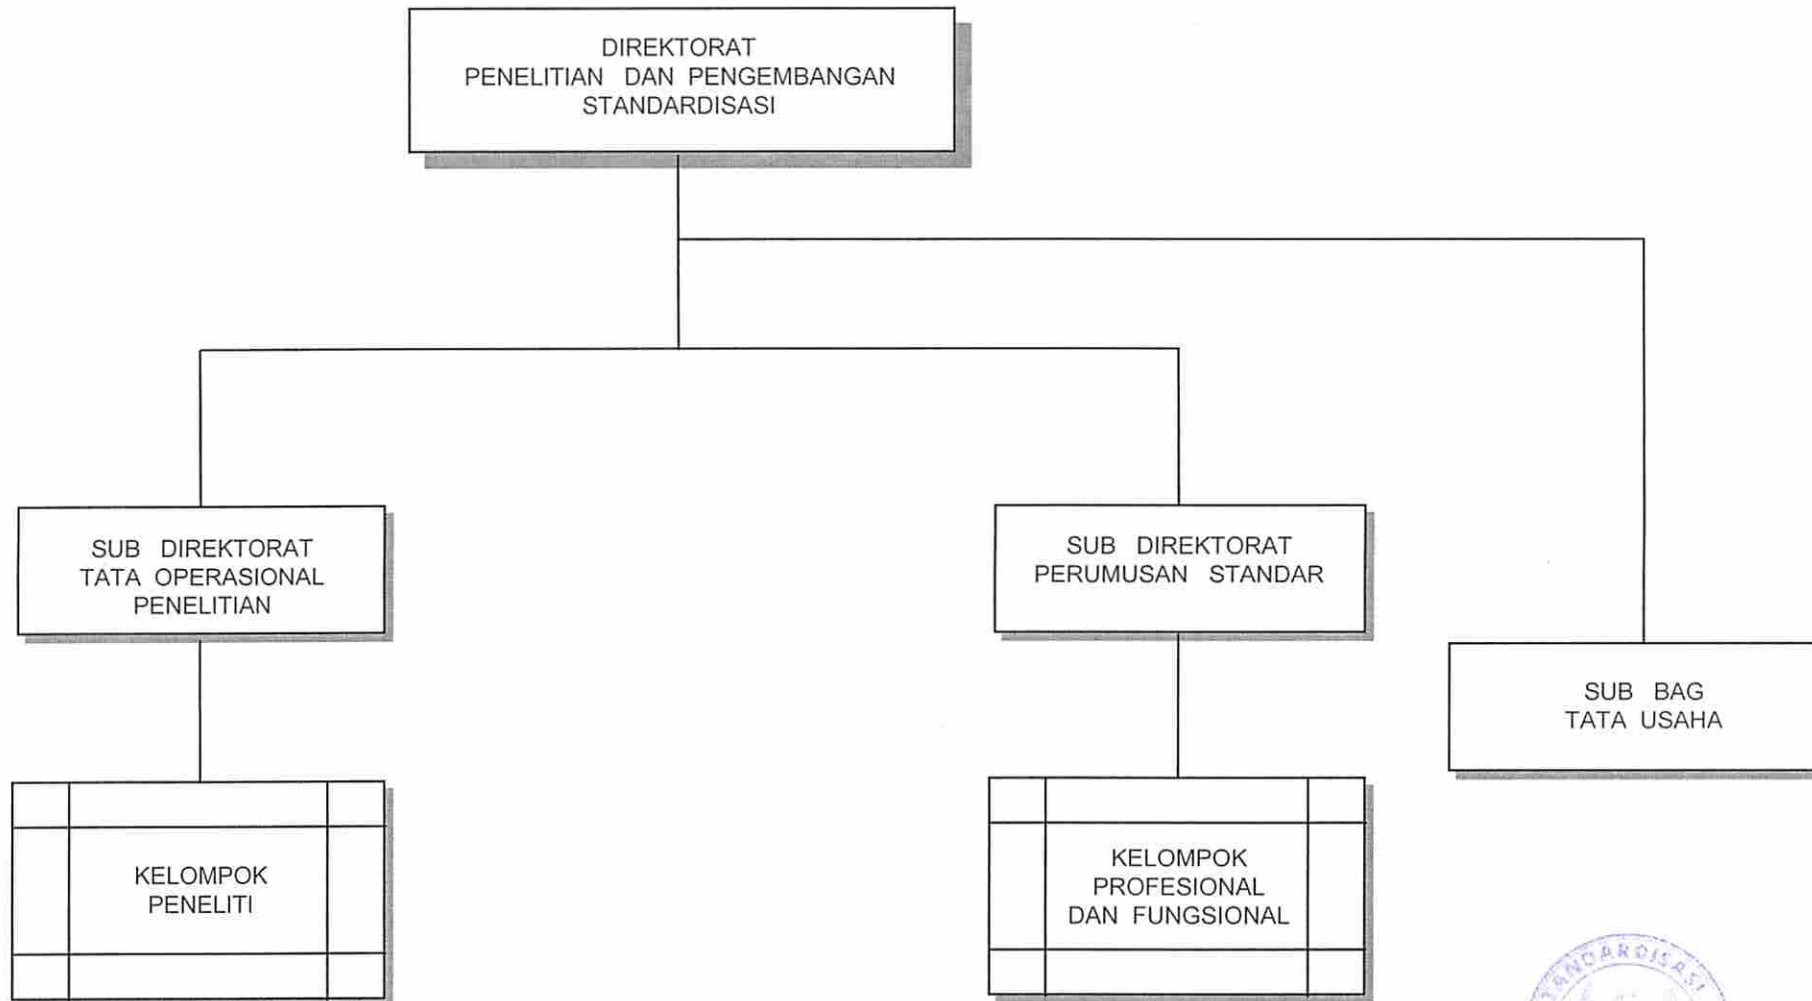 DIREKTORAT
PENELITIAN DAN PENGEMBANGAN
STANDARDISASI
SUB DIREKTORAT
TATA OPERASIONAL
PENELITIAN
SUB DIREKTORAT
PERUMUSAN STANDAR
SUB BAG
TATA USAHA
KELOMPOK
PENELITI
KELOMPOK
PROFESIONAL
DAN FUNGSIONAL
STANDARDISASI